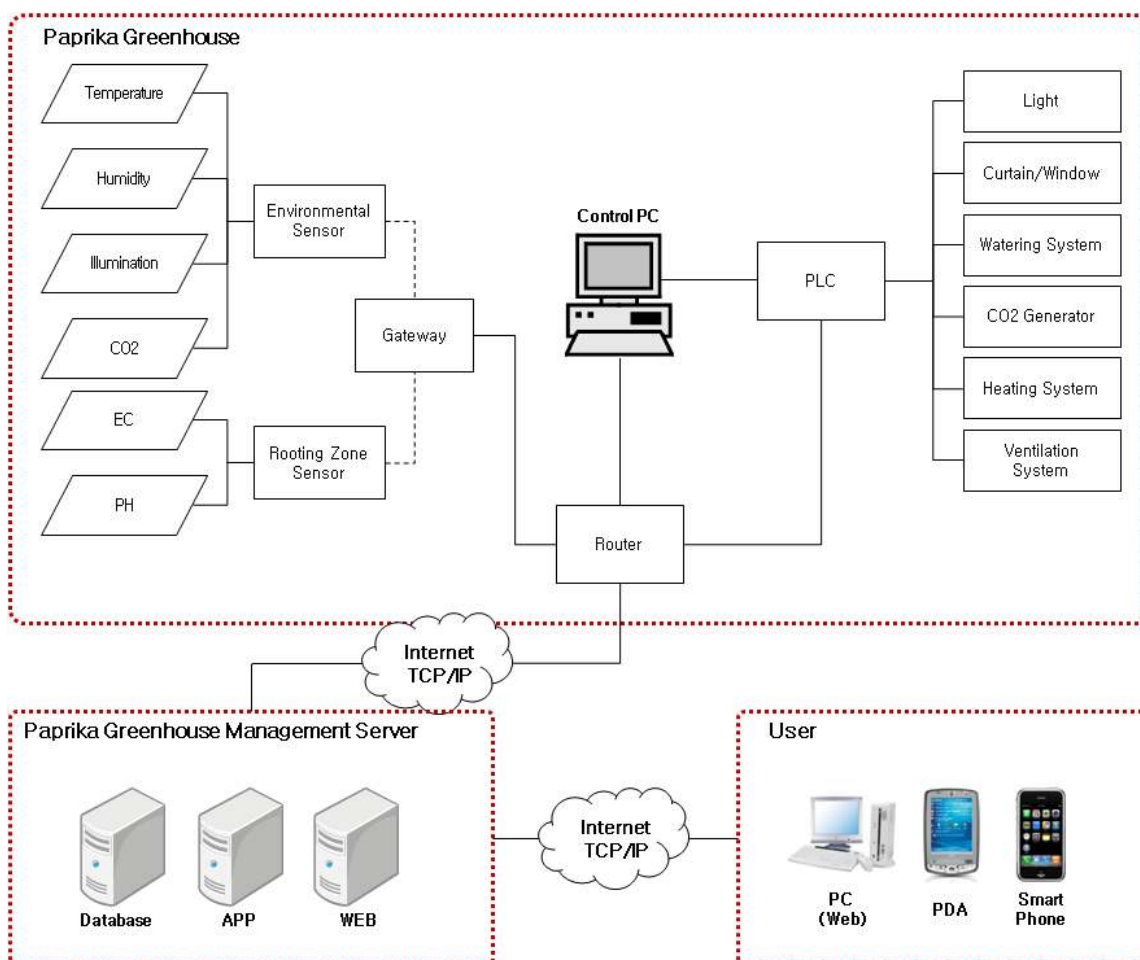 Paprika Greenhouse
Temperature
Humidity
Illumination
CO2
EC
PH
Environmental
Sensor
Rooting Zone
Sensor
Gateway
Control PC
PLC
Router
Light
Curtain/Window
Watering System
CO2 Generator
Heating System
Ventilation
System
Internet
TCP/IP
Paprika Greenhouse Management Server
Database
APP
WEB
Internet
TCP/IP
User
PC
(Web)
PDA
Smart
Phone